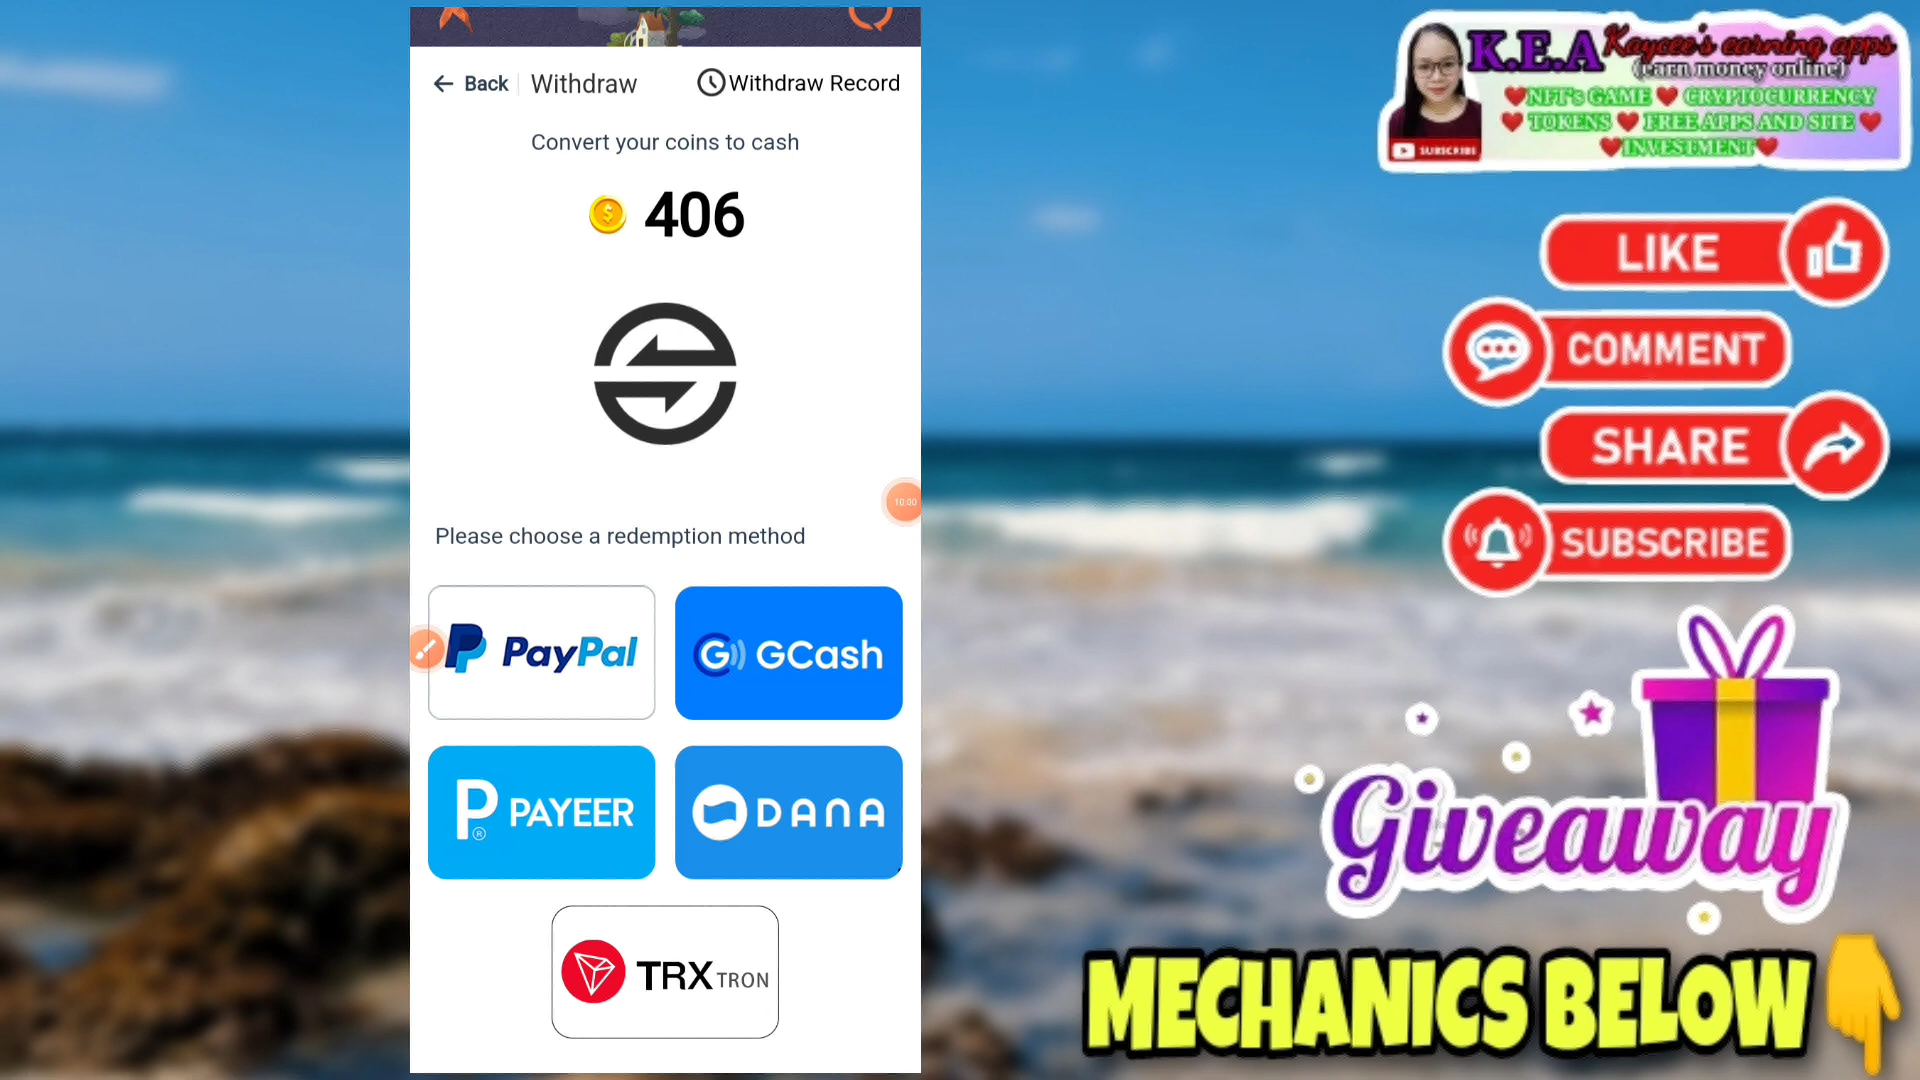 Back
Withdraw
Withdraw Record
Convert your coins to cash
406
10:00
Please choose a redemption method
PayPal
G GCash
P PAYEER
®
DANA
TRX TRON
K.E.A Kaycee's earning apps
(earn money online)
NFT's GAME CRYPTOCURRENCY
TOKENS FREE APPS AND SITE
INVESTMENT
SUBSCRIBE
LIKE
COMMENT
SHARE
SUBSCRIBE
Giveaway
MECHANICS BELOW